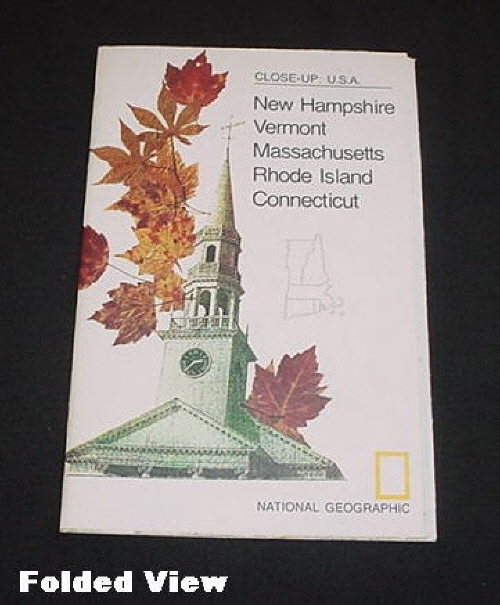 CLOSE-UP: U.S.A.
New Hampshire
Vermont
Massachusetts
Rhode Island
Connecticut
NATIONAL GEOGRAPHIC
Folded View